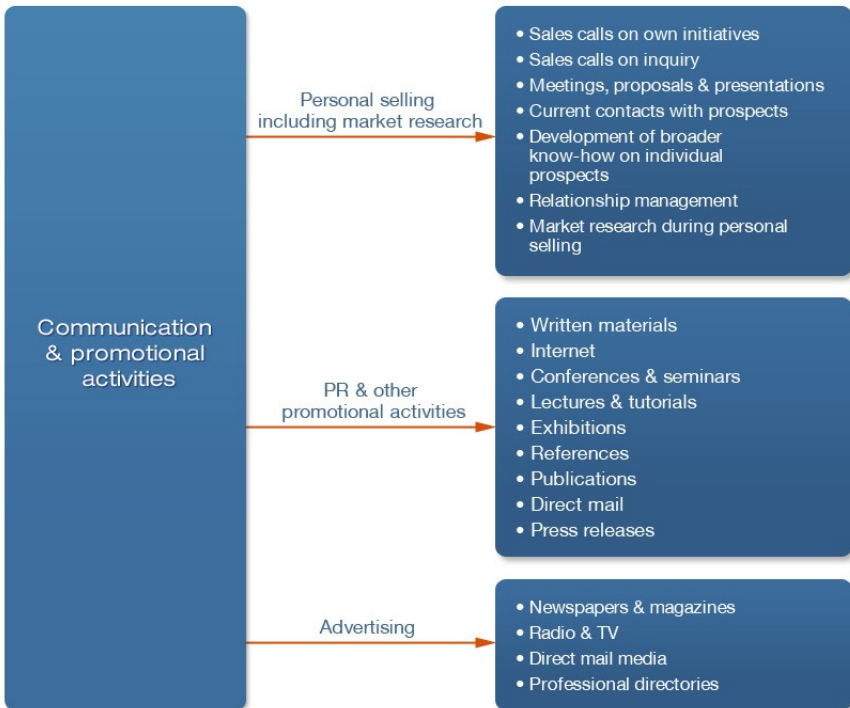 Communication
& promotional
activities
Personal selling
including market research
• Sales calls on own initiatives
• Sales calls on inquiry
• Meetings, proposals & presentations
• Current contacts with prospects
• Development of broader
know-how on individual
prospects
• Relationship management
• Market research during personal
selling
PR & other
promotional activities
• Written materials
• Internet
• Conferences & seminars
• Lectures & tutorials
• Exhibitions
• References
• Publications
• Direct mail
• Press releases
Advertising
• Newspapers & magazines
• Radio & TV
• Direct mail media
• Professional directories